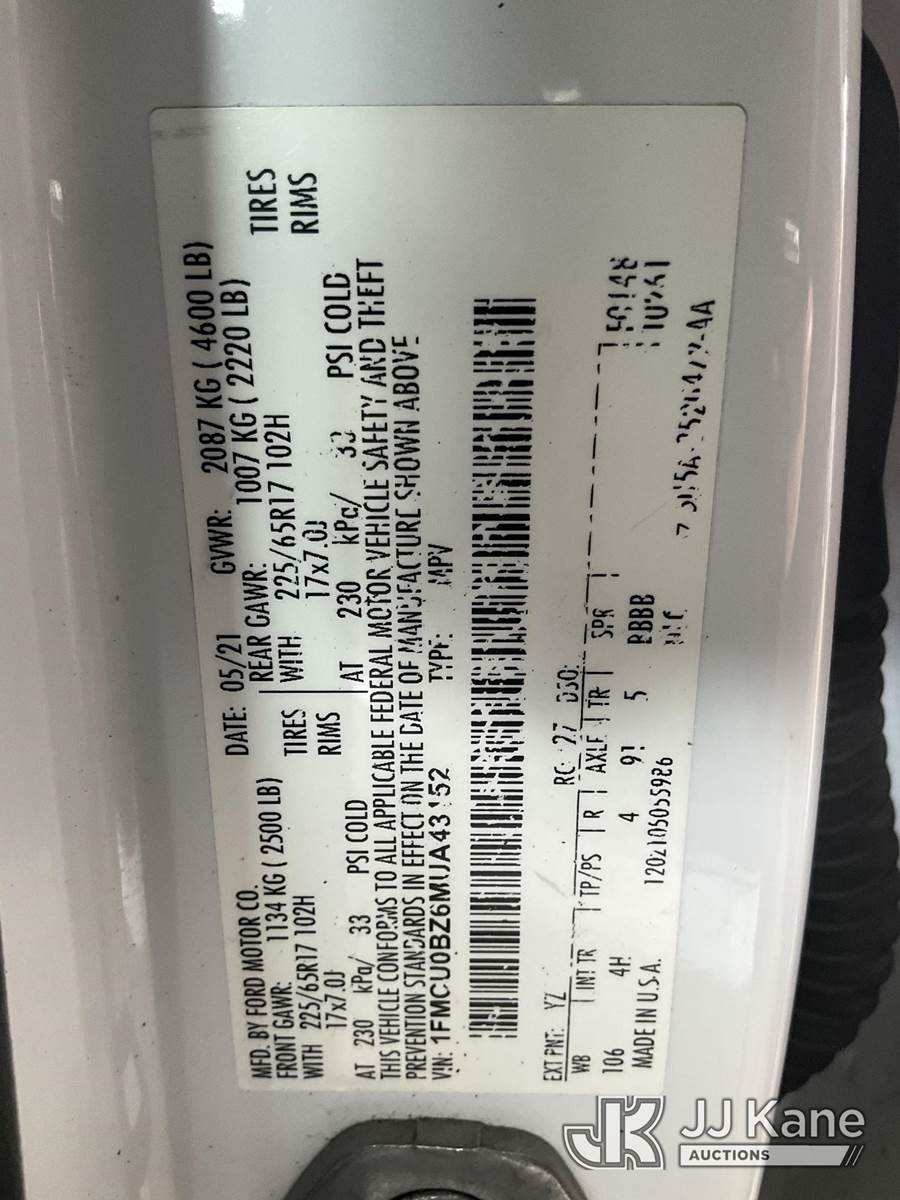 MFD. BY FORD MOTOR CO.
DATE: 05/21 GVWR: 2087 KG ( 4600 LB)
FRONT GAWR: 1134 KG ( 2500 LB)
REAR GAWR: 1007 KG ( 2220 LB)
WITH 225/65R17 102H TIRES
WITH 225/65R17 102H TIRES
17x7.0J RIMS
17x7.0J RIMS
AT 230 kPa/ 33 PSI COLD
AT 230 kPa/ 33 PSI COLD
THIS VEHICLE CONFORMS TO ALL APPLICABLE FEDERAL MOTOR VEHICLE SAFETY AND THEFT
PREVENTION STANDARDS IN EFFECT ON THE DATE OF MANUFACTURE SHOWN ABOVE
VIN: 1FMCU0BZ6MUA43152 TYPE: MPV
EXT PNT: YZ RC: 27 DSO:
WB INT TR TP/PS R AXLE TR SPR
106 4H 4 91 5 BBBB
MADE IN U.S.A.
JK JJ Kane
AUCTIONS